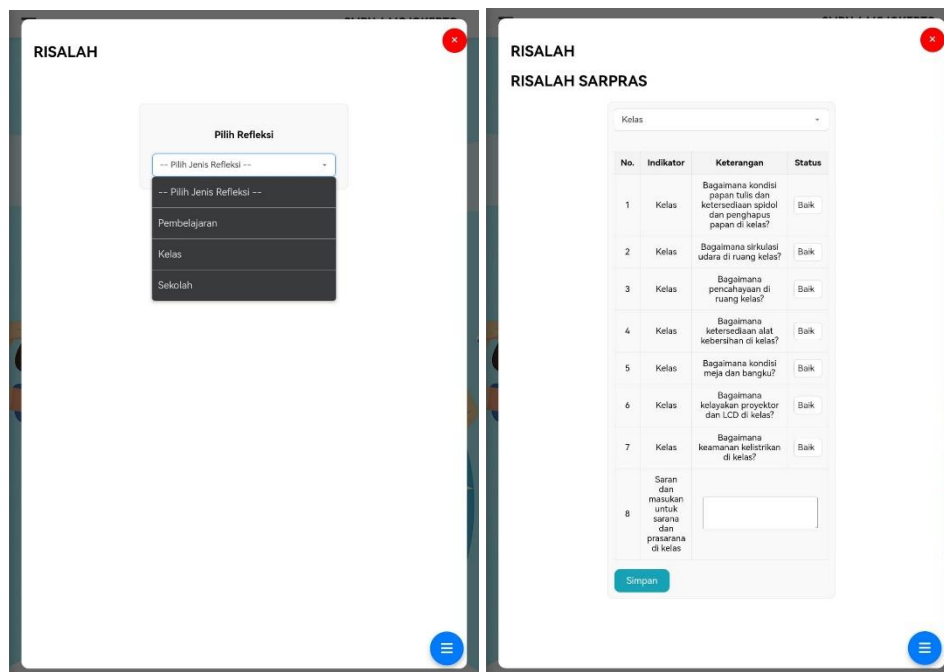 RISALAH
Pilih Refleksi
-- Pilih Jenis Refleksi --
-- Pilih Jenis Refleksi --
Pembelajaran
Kelas
Sekolah
RISALAH
RISALAH SARPRAS
Kelas
No. Indikator Keterangan Status
1 Kelas Bagaimana kondisi
papan tulis dan
ketersediaan spidol
dan penghapus
papan di kelas? Baik
2 Kelas Bagaimana sirkulasi
udara di ruang kelas? Baik
3 Kelas Bagaimana
pencahayaan di
ruang kelas? Baik
4 Kelas Bagaimana
ketersediaan alat
kebersihan di kelas? Baik
5 Kelas Bagaimana kondisi
meja dan bangku? Baik
6 Kelas Bagaimana
kelayakan proyektor
dan LCD di kelas? Baik
7 Kelas Bagaimana
keamanan kelistrikan
di kelas? Baik
8 Saran
dan
masukan
untuk
sarana
dan
prasarana
di kelas
Simpan